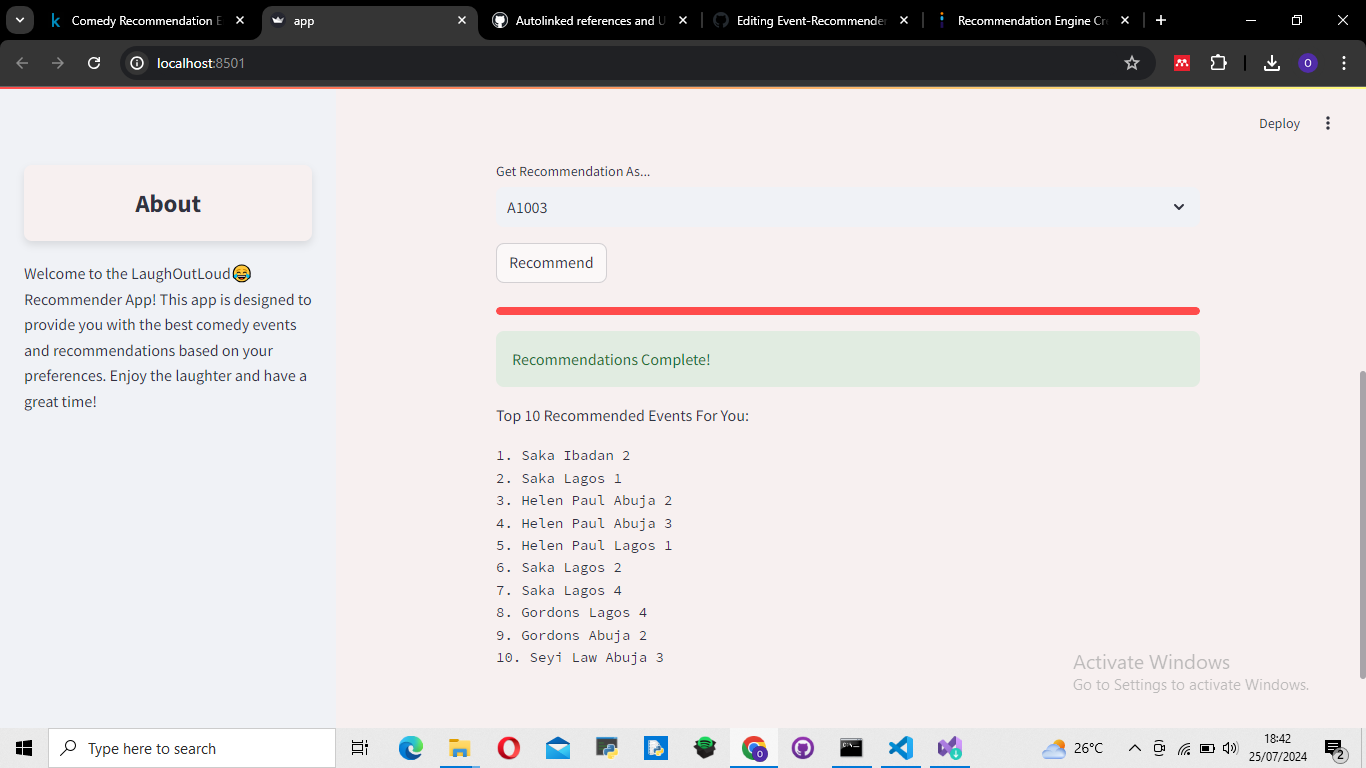 Comedy Recommendation E
app
Autolinked references and U
Editing Event-Recommender
Recommendation Engine Cr
localhost:8501
O
Deploy
About
Welcome to the LaughOutLoud😂
Recommender App! This app is designed to
provide you with the best comedy events
and recommendations based on your
preferences. Enjoy the laughter and have a
great time!
Get Recommendation As...
A1003
Recommend
Recommendations Complete!
Top 10 Recommended Events For You:
1. Saka Ibadan 2
2. Saka Lagos 1
3. Helen Paul Abuja 2
4. Helen Paul Abuja 3
5. Helen Paul Lagos 1
6. Saka Lagos 2
7. Saka Lagos 4
8. Gordons Lagos 4
9. Gordons Abuja 2
10. Seyi Law Abuja 3
Activate Windows
Go to Settings to activate Windows.
Type here to search
26°C
18:42
25/07/2024
2